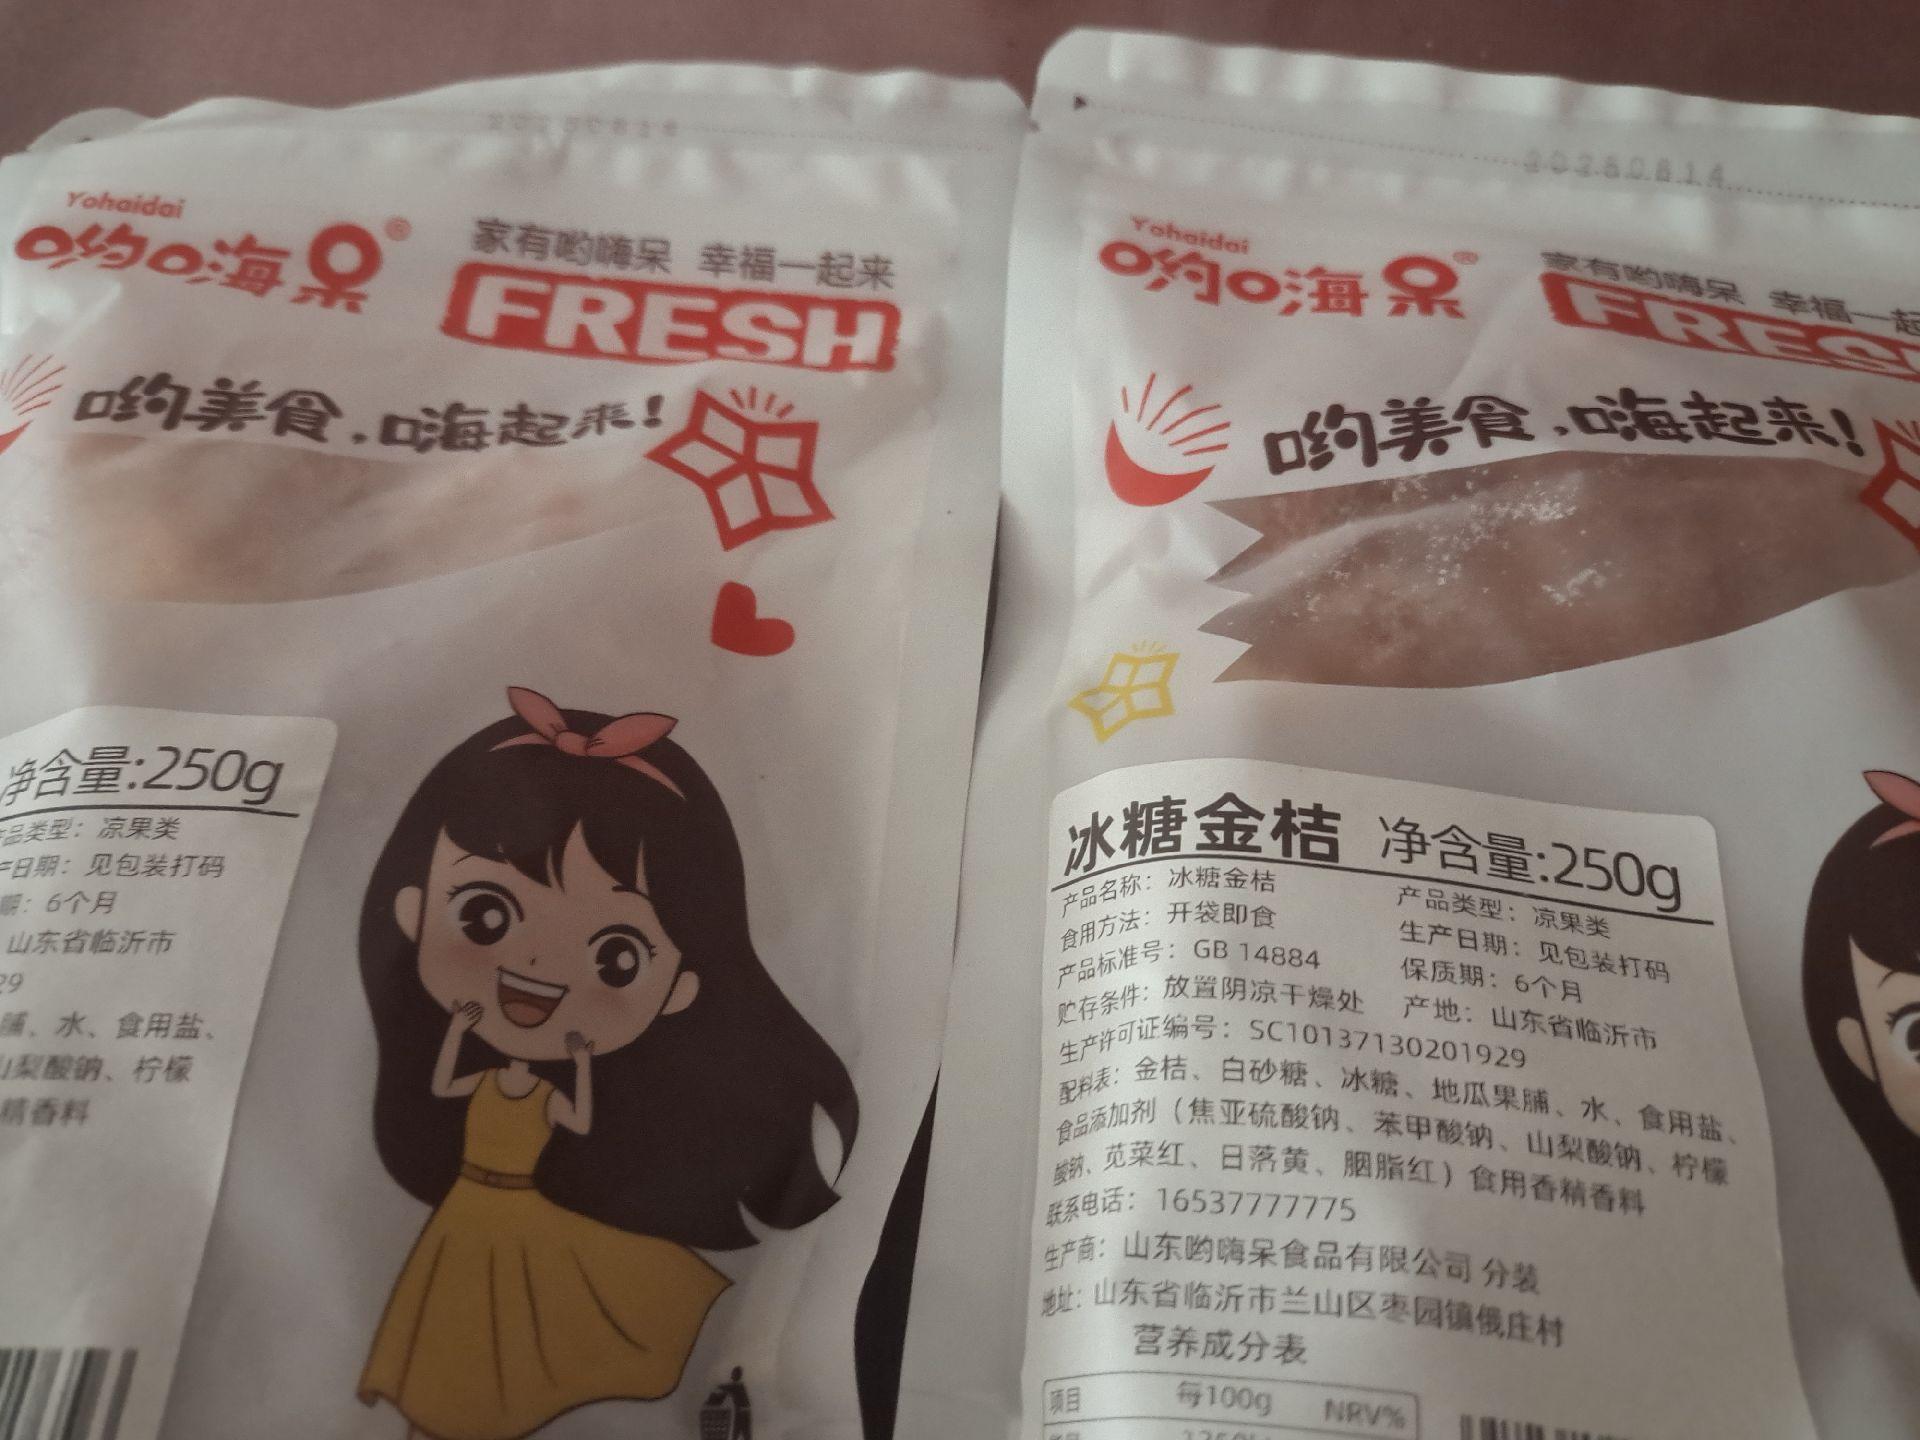 Yohaidai
哟嗨呆®
家有哟嗨呆 幸福一起来
FRESH
哟美食，嗨起来！
净含量:250g
品类型：凉果类
产日期：见包装打码
期：6个月
山东省临沂市
29
脯、水、食用盐、
山梨酸钠、柠檬
精香料
20250814
Yohaidai
哟嗨呆®
家有哟嗨呆 幸福一起
FRES
哟美食，嗨起来！
冰糖金桔 净含量:250g
产品名称：冰糖金桔 产品类型：凉果类
食用方法：开袋即食 生产日期：见包装打码
产品标准号：GB 14884 保质期：6个月
贮存条件：放置阴凉干燥处 产地：山东省临沂市
生产许可证编号：SC10137130201929
配料表：金桔、白砂糖、冰糖、地瓜果脯、水、食用盐、
食品添加剂（焦亚硫酸钠、苯甲酸钠、山梨酸钠、柠檬
酸钠、苋菜红、日落黄、胭脂红）食用香精香料
联系电话：16537777775
生产商：山东哟嗨呆食品有限公司 分装
地址：山东省临沂市兰山区枣园镇俄庄村
营养成分表
项目 每100g NRV%